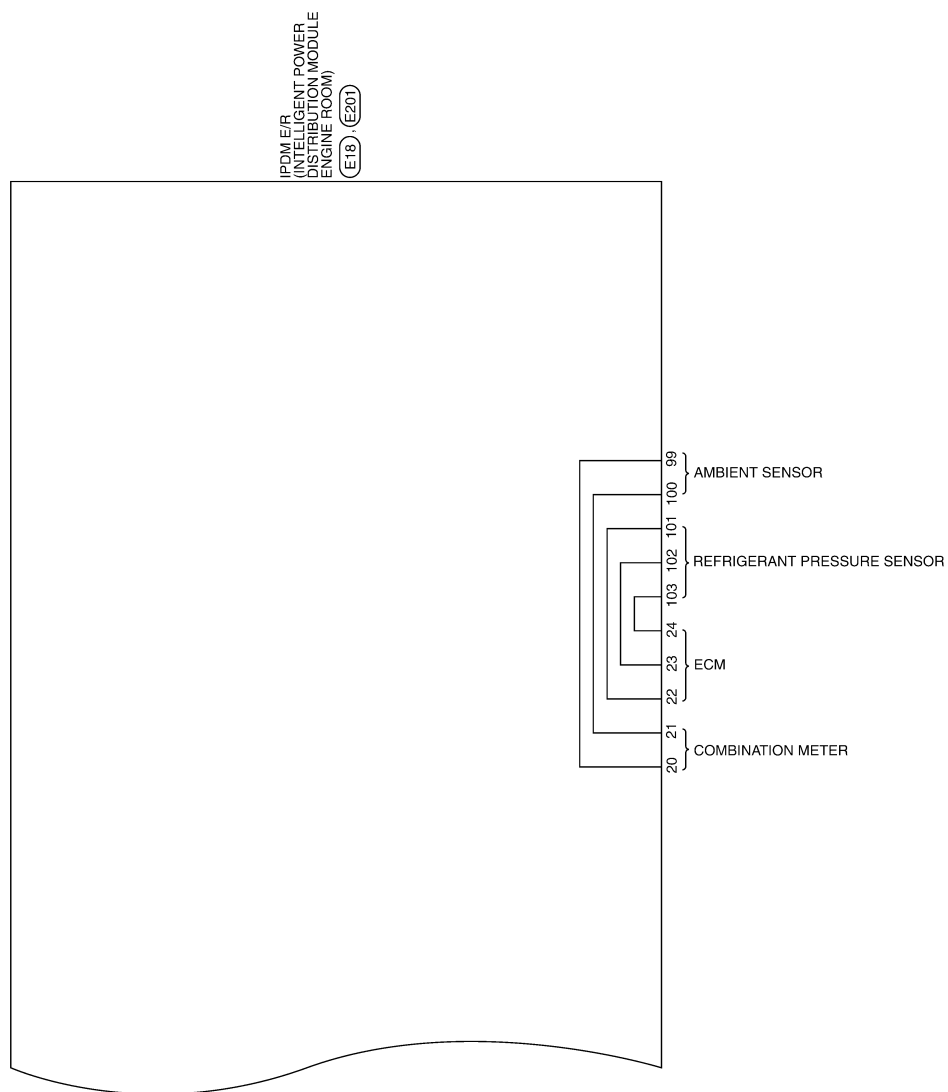 IPDM E/R
(INTELLIGENT POWER
DISTRIBUTION MODULE
ENGINE ROOM)
E18 , E201
99
100
AMBIENT SENSOR
101
102
103
REFRIGERANT PRESSURE SENSOR
24
23
22
ECM
21
20
COMBINATION METER